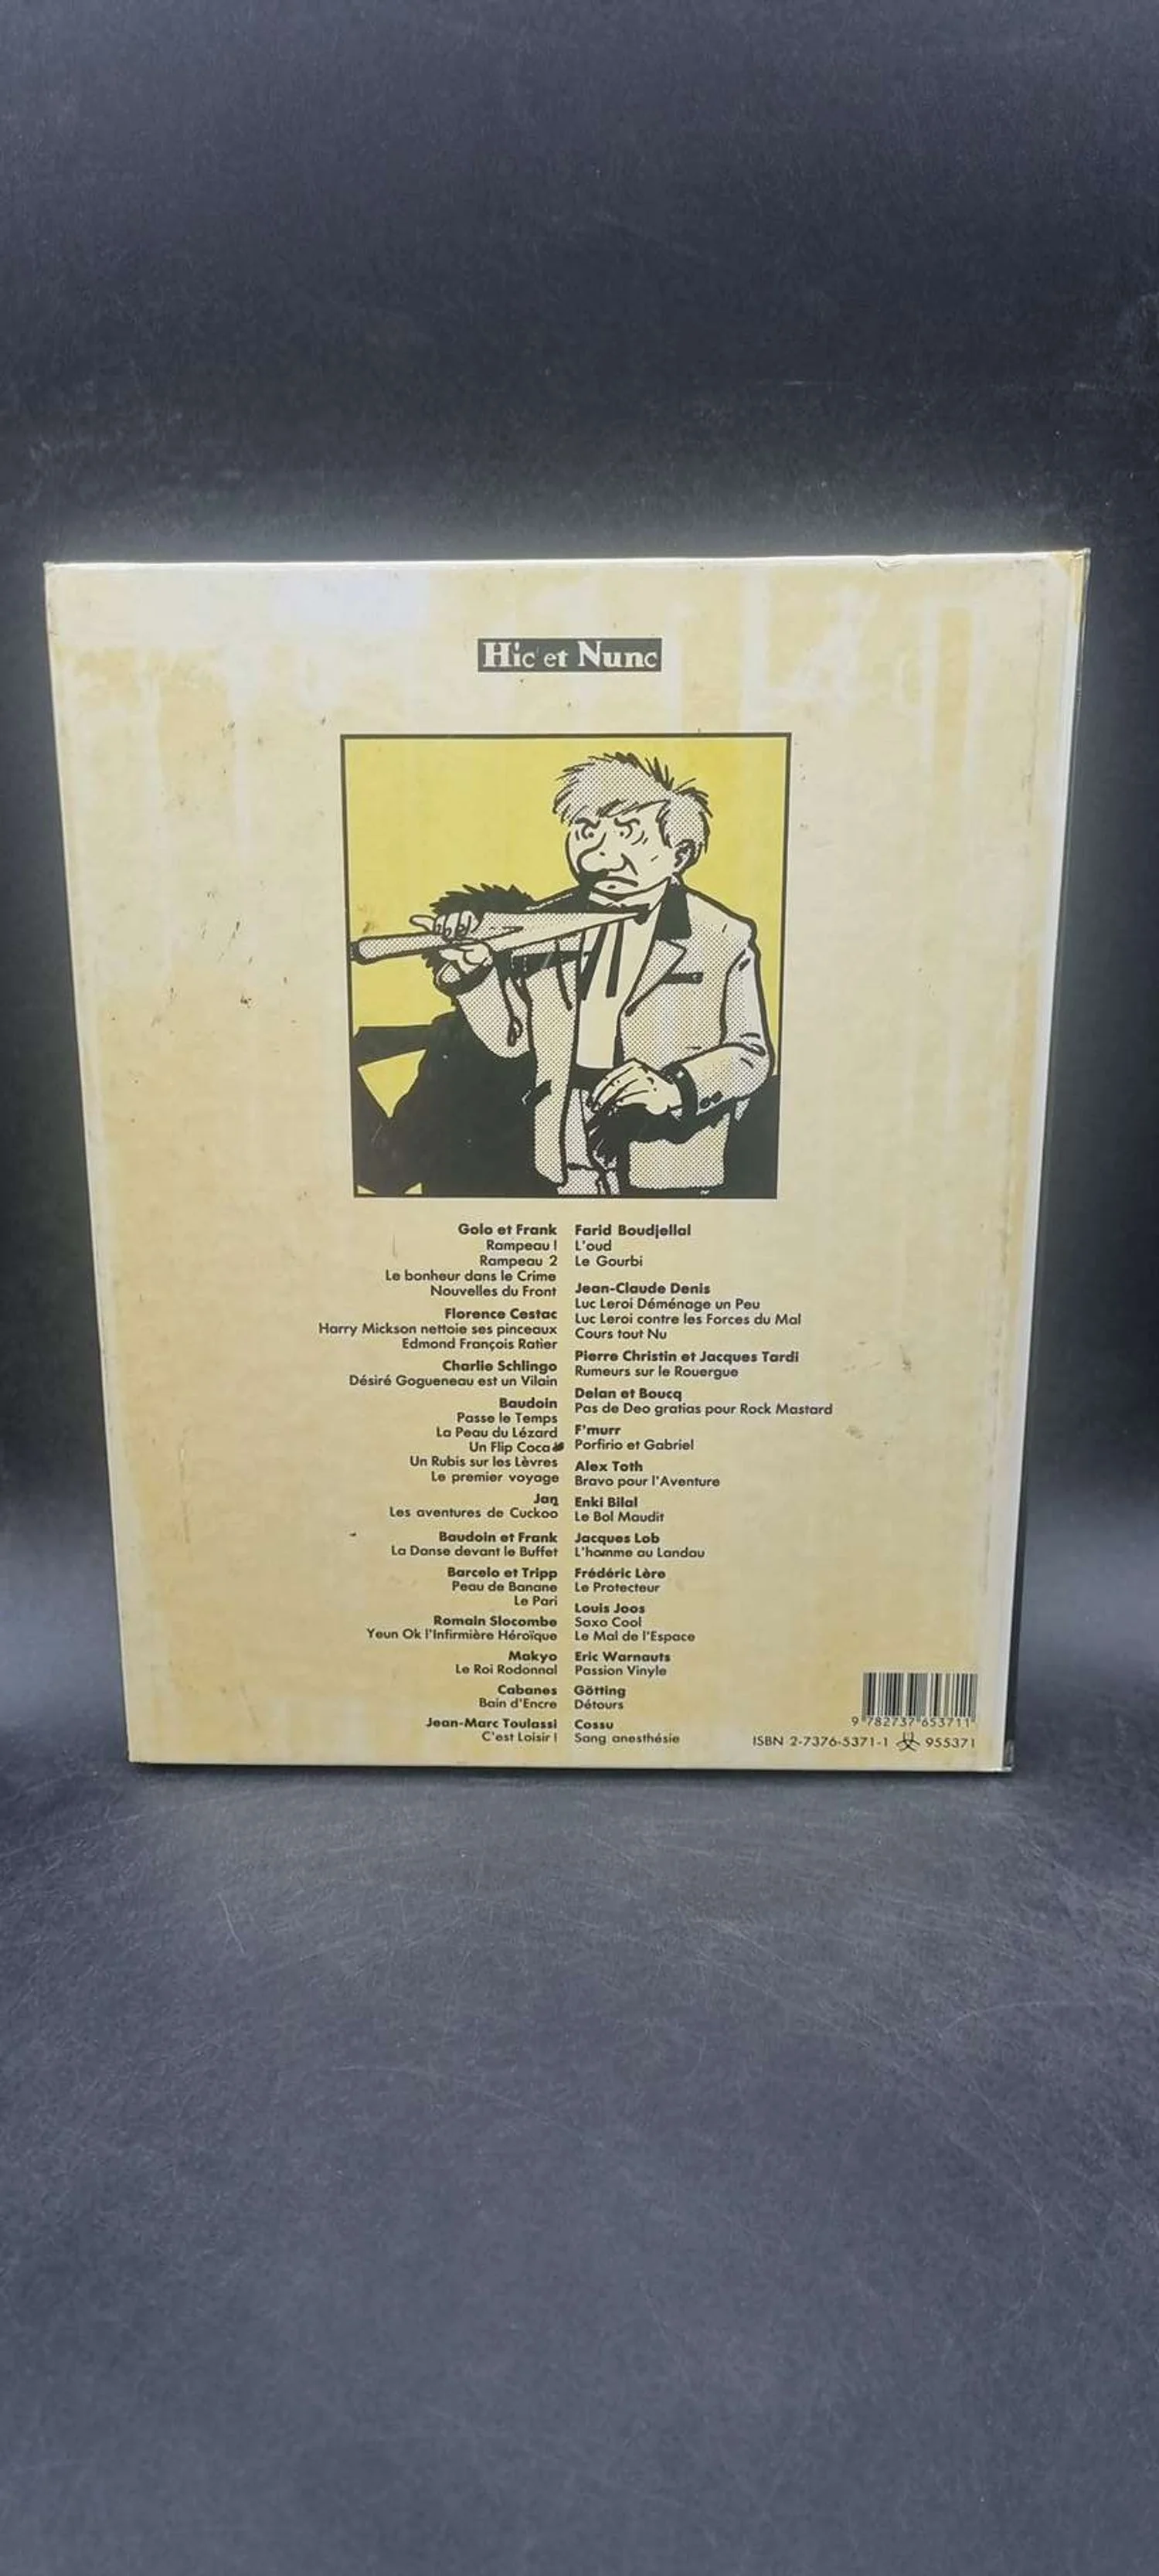 Hic et Nunc
Golo et Frank
Rampeau !
Rampeau 2
Le bonheur dans le Crime
Nouvelles du Front
Florence Cestac
Harry Mickson nettoie ses pinceaux
Edmond François Ratier
Charlie Schlingo
Désiré Gogueneau est un Vilain
Baudoin
Passe le Temps
La Peau du Lézard
Un Flip Coca
Un Rubis sur les Lèvres
Le premier voyage
Jan
Les aventures de Cuckoo
Baudoin et Frank
La Danse devant le Buffet
Barcelo et Tripp
Peau de Banane
Le Pari
Romain Slocombe
Yeun Ok l'Infirmière Héroïque
Makyo
Le Roi Rodonnal
Cabanes
Bain d'Encre
Jean-Marc Toulassi
C'est Loisir !
Farid Boudjellal
L'oud
Le Gourbi
Jean-Claude Denis
Luc Leroi Déménage un Peu
Luc Leroi contre les Forces du Mal
Cours tout Nu
Pierre Christin et Jacques Tardi
Rumeurs sur le Rouergue
Delan et Boucq
Pas de Deo gratias pour Rock Mastard
F'murr
Porfirio et Gabriel
Alex Toth
Bravo pour l'Aventure
Enki Bilal
Le Bol Maudit
Jacques Lob
L'homme au Landau
Frédéric Lère
Le Protecteur
Louis Joos
Saxo Cool
Le Mal de l'Espace
Eric Warnauts
Passion Vinyle
Götting
Détours
Cossu
Sang anesthésie
9 782737 653711
ISBN 2-7376-5371-1 955371